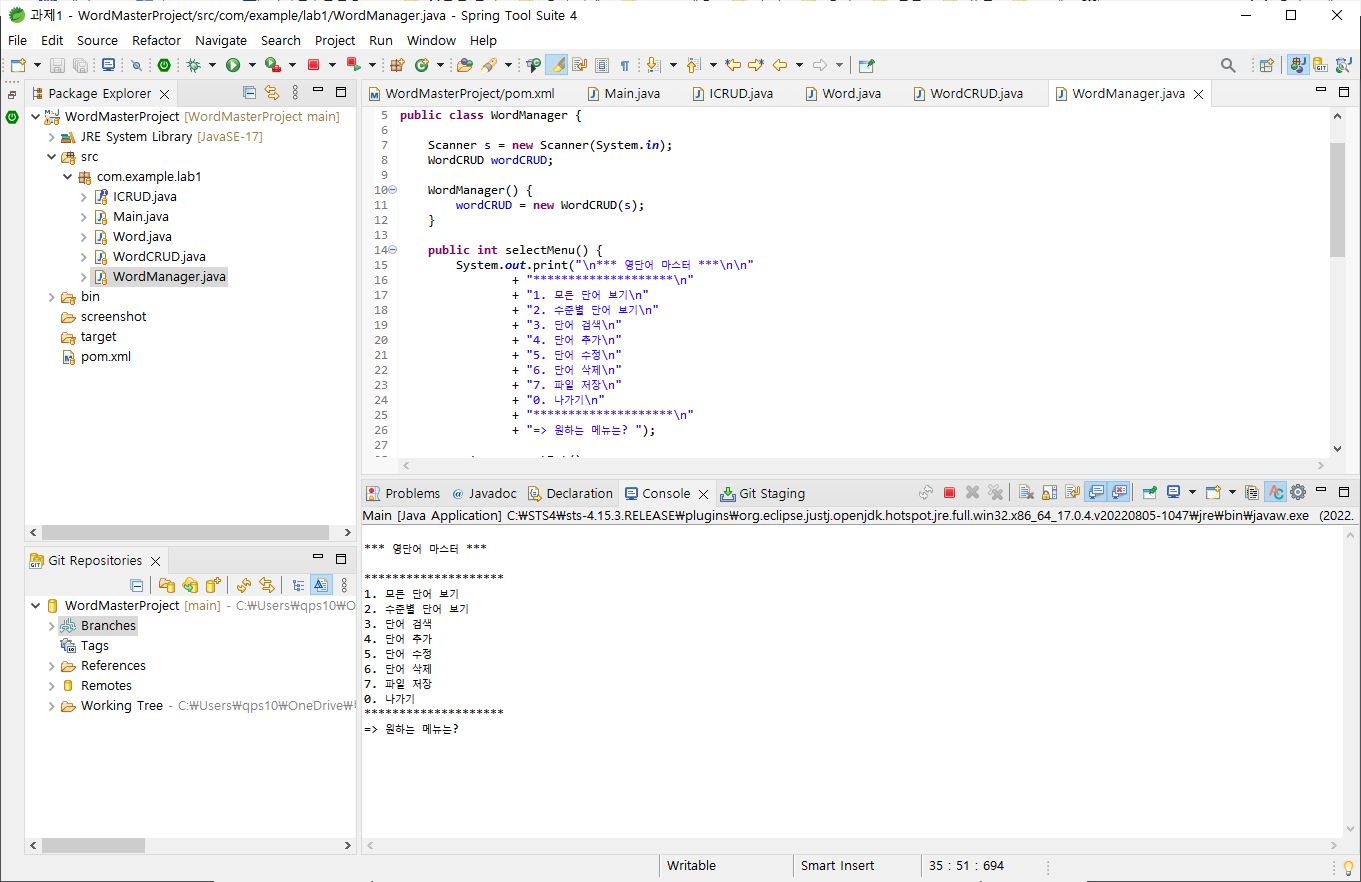 과제1 - WordMasterProject/src/com/example/lab1/WordManager.java - Spring Tool Suite 4
File Edit Source Refactor Navigate Search Project Run Window Help
Package Explorer
WordMasterProject [WordMasterProject main]
JRE System Library [JavaSE-17]
src
com.example.lab1
ICRUD.java
Main.java
Word.java
WordCRUD.java
WordManager.java
bin
screenshot
target
pom.xml
Git Repositories
WordMasterProject [main] - C:₩Users₩qps10₩O
Branches
Tags
References
Remotes
Working Tree - C:₩Users₩qps10₩OneDrive₩
WordMasterProject/pom.xml Main.java ICRUD.java Word.java WordCRUD.java WordManager.java
5 public class WordManager {
6
7 Scanner s = new Scanner(System.in);
8 WordCRUD wordCRUD;
9
10 WordManager() {
11 wordCRUD = new WordCRUD(s);
12 }
13
14 public int selectMenu() {
15 System.out.print("\n*** 영단어 마스터 ***\n\n"
16 + "********************\n"
17 + "1. 모든 단어 보기\n"
18 + "2. 수준별 단어 보기\n"
19 + "3. 단어 검색\n"
20 + "4. 단어 추가\n"
21 + "5. 단어 수정\n"
22 + "6. 단어 삭제\n"
23 + "7. 파일 저장\n"
24 + "0. 나가기\n"
25 + "********************\n"
26 + "=> 원하는 메뉴는? ");
27
Problems @ Javadoc Declaration Console Git Staging
Main [Java Application] C:₩STS4₩sts-4.15.3.RELEASE₩plugins₩org.eclipse.justj.openjdk.hotspot.jre.full.win32.x86_64_17.0.4.v20220805-1047₩jre₩bin₩javaw.exe (2022.
*** 영단어 마스터 ***
********************
1. 모든 단어 보기
2. 수준별 단어 보기
3. 단어 검색
4. 단어 추가
5. 단어 수정
6. 단어 삭제
7. 파일 저장
0. 나가기
********************
=> 원하는 메뉴는?
Writable Smart Insert 35 : 51 : 694